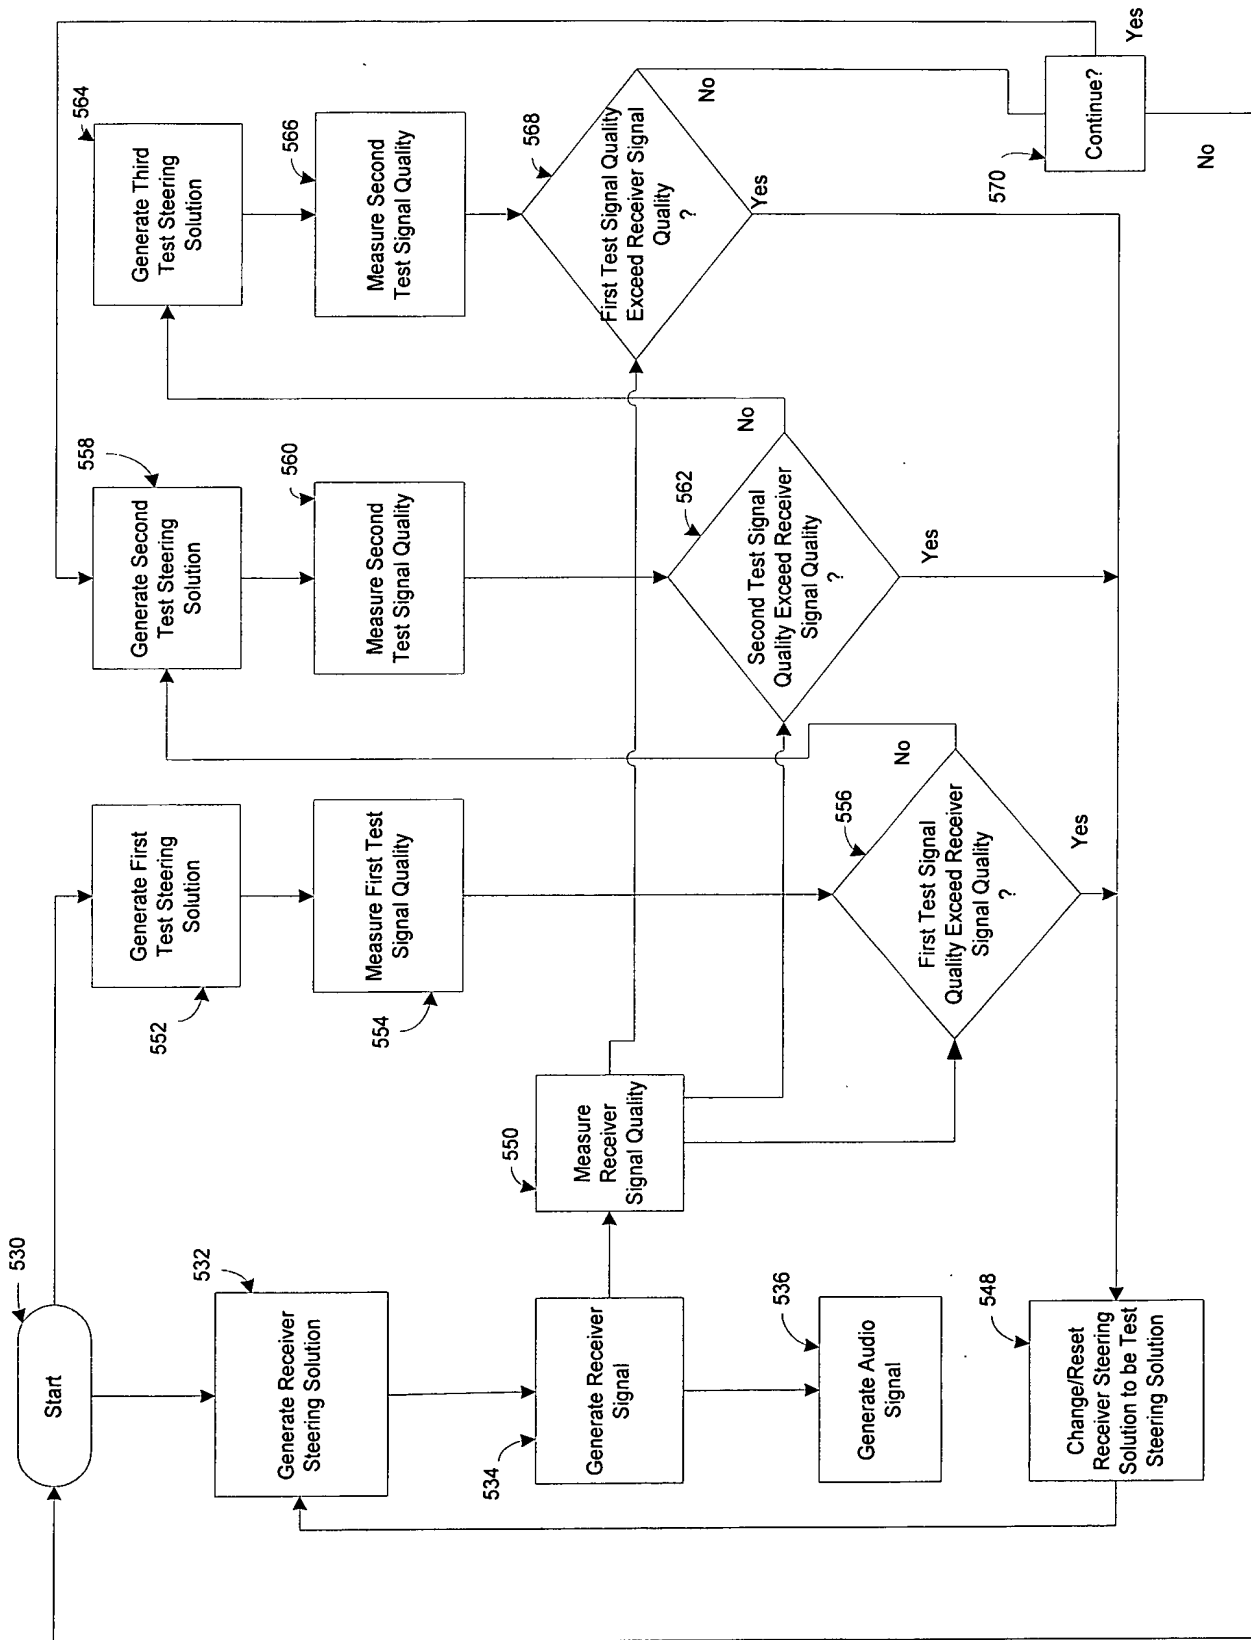 530
Start
532
Generate Receiver
Steering Solution
534
Generate Receiver
Signal
536
Generate Audio
Signal
548
Change/Reset
Receiver Steering
Solution to be Test
Steering Solution
550
Measure
Receiver
Signal Quality
552
Generate First
Test Steering
Solution
554
Measure First Test
Signal Quality
556
First Test Signal
Quality Exceed Receiver
Signal Quality
?
No
Yes
558
Generate Second
Test Steering
Solution
560
Measure Second
Test Signal Quality
562
Second Test Signal
Quality Exceed Receiver
Signal Quality
?
No
Yes
564
Generate Third
Test Steering
Solution
566
Measure Second
Test Signal Quality
568
First Test Signal Quality
Exceed Receiver Signal
Quality
?
No
Yes
570
Continue?
Yes
No